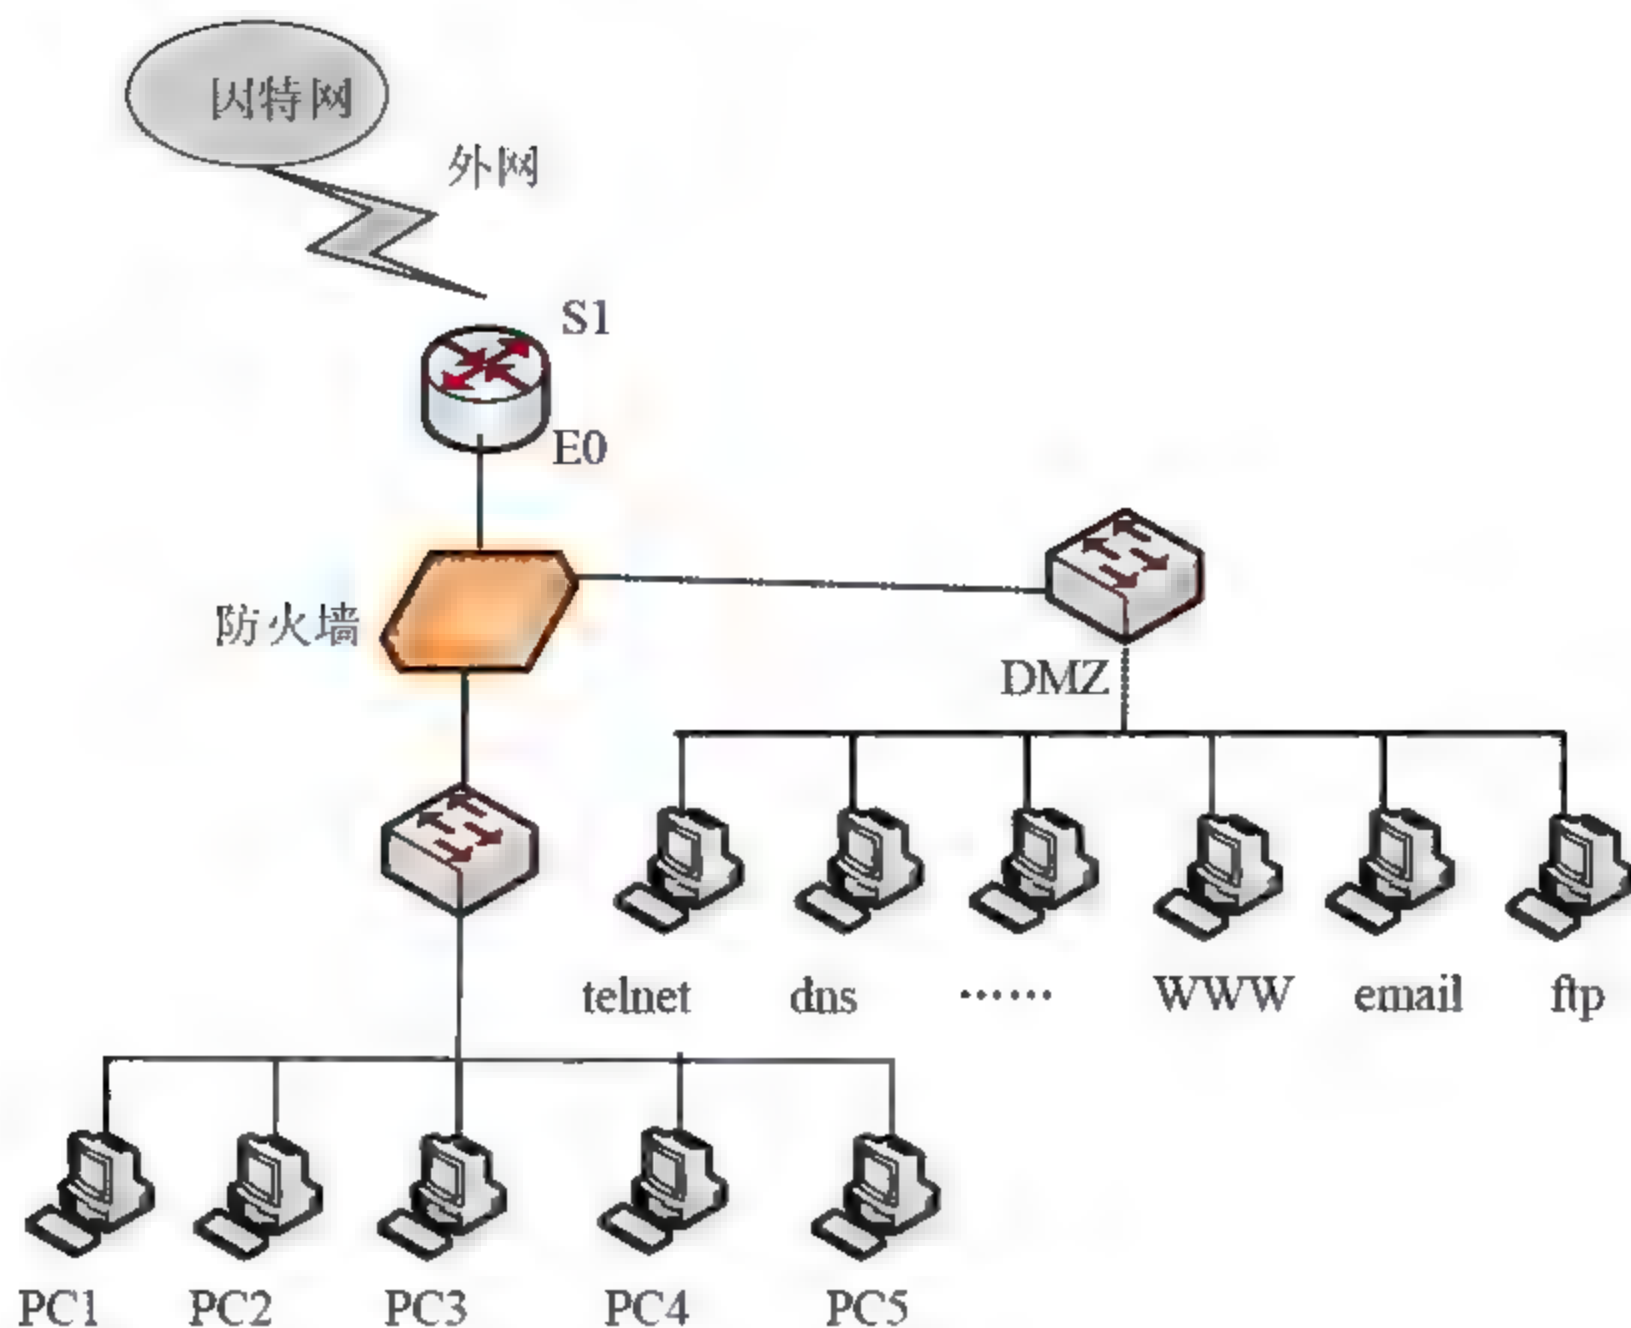 因特网
外网
S1
E0
防火墙
DMZ
telnet dns …… WWW email ftp
PC1 PC2 PC3 PC4 PC5